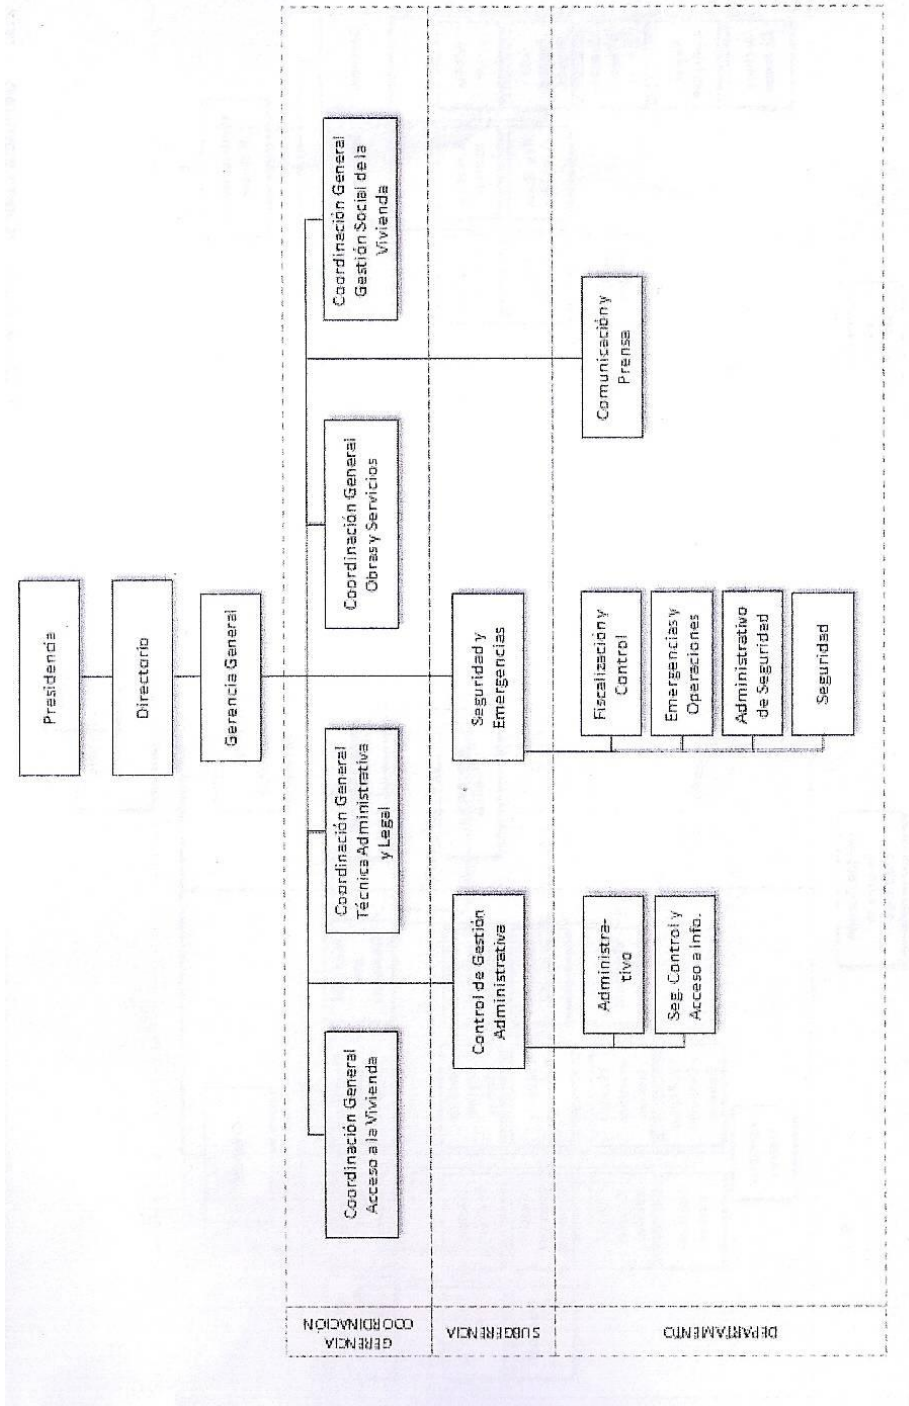 Presidencia
Directorio
Gerencia General
GERENCIA
COORDINACIÓN
Coordinación General
Acceso a la Vivienda
Coordinación General
Técnica Administrativa
y Legal
Coordinación General
Obras y Servicios
Coordinación General
Gestión Social de la
Vivienda
SUBGERENCIA
Control de Gestión
Administrativa
Seguridad y
Emergencias
DEPARTAMENTO
Administra-
tivo
Seg. Control y
Acceso a Info.
Fiscalización y
Control
Emergencias y
Operaciones
Administrativo
de Seguridad
Seguridad
Comunicación y
Prensa